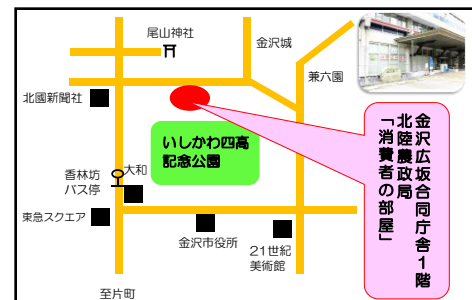 尾山神社
金沢城
兼六園
北國新聞社
金沢広坂合同庁舎1階
北陸農政局
「消費者の部屋」
いしかわ四高
記念公園
香林坊
バス停
大和
東急スクエア
金沢市役所
21世紀
美術館
至片町